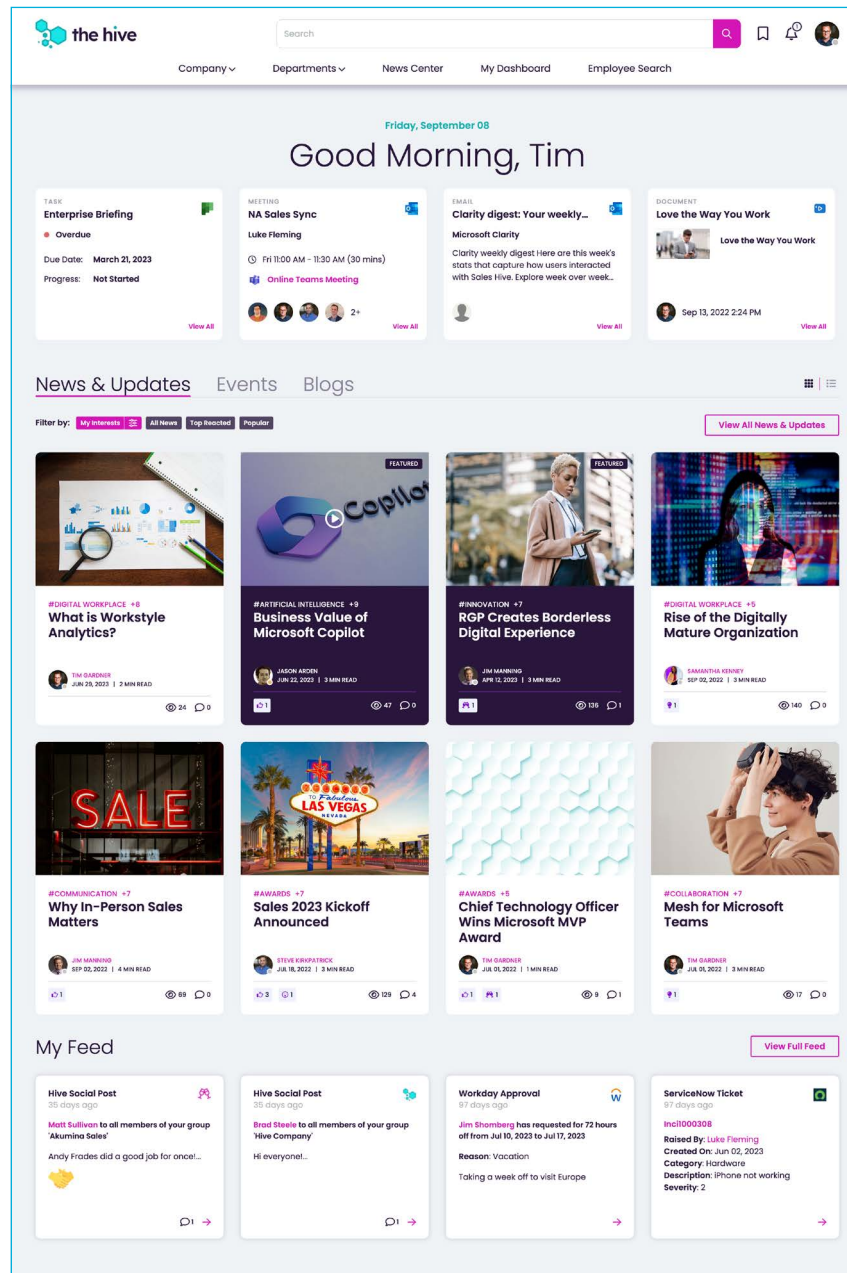 the hive
Search
1
Company
Departments
News Center
My Dashboard
Employee Search
Friday, September 08
Good Morning, Tim
TASK
Enterprise Briefing
Overdue
Due Date: March 21, 2023
Progress: Not Started
View All
MEETING
NA Sales Sync
Luke Fleming
Fri 11:00 AM - 11:30 AM (30 mins)
Online Teams Meeting
2+
View All
EMAIL
Clarity digest: Your weekly...
Microsoft Clarity
Clarity weekly digest Here are this week's
stats that capture how users interacted
with Sales Hive. Explore week over week...
View All
DOCUMENT
Love the Way You Work
Love the Way You Work
Sep 13, 2022 2:24 PM
View All
News & Updates
Events
Blogs
Filter by:
My Interests
All News
Top Reacted
Popular
View All News & Updates
#DIGITAL WORKPLACE +8
What is Workstyle
Analytics?
TIM GARDNER
JUN 29, 2023 | 2 MIN READ
24
0
FEATURED
Copilot
#ARTIFICIAL INTELLIGENCE +9
Business Value of
Microsoft Copilot
JASON ARDEN
JUN 22, 2023 | 3 MIN READ
1
47
0
FEATURED
#INNOVATION +7
RGP Creates Borderless
Digital Experience
JIM MANNING
APR 12, 2023 | 3 MIN READ
1
136
1
#DIGITAL WORKPLACE +5
Rise of the Digitally
Mature Organization
SAMANTHA KENNEY
SEP 02, 2022 | 3 MIN READ
1
140
0
SALE
#COMMUNICATION +7
Why In-Person Sales
Matters
JIM MANNING
SEP 02, 2022 | 4 MIN READ
1
69
0
WELCOME
TO Fabulous
LAS VEGAS
NEVADA
#AWARDS +7
Sales 2023 Kickoff
Announced
STEVE KIRKPATRICK
JUL 18, 2022 | 3 MIN READ
3
1
129
4
#AWARDS +5
Chief Technology Officer
Wins Microsoft MVP
Award
TIM GARDNER
JUL 01, 2022 | 1 MIN READ
1
1
9
1
#COLLABORATION +7
Mesh for Microsoft
Teams
TIM GARDNER
JUL 01, 2022 | 3 MIN READ
1
17
0
My Feed
View Full Feed
Hive Social Post
35 days ago
Matt Sullivan to all members of your group
'Akumina Sales'
Andy Frades did a good job for once!...
1
Hive Social Post
35 days ago
Brad Steele to all members of your group
'Hive Company'
Hi everyone!...
1
Workday Approval
97 days ago
Jim Shomberg has requested for 72 hours
off from Jul 10, 2023 to Jul 17, 2023
Reason: Vacation
Taking a week off to visit Europe
ServiceNow Ticket
97 days ago
Inci1000308
Raised By: Luke Fleming
Created On: Jun 02, 2023
Category: Hardware
Description: iPhone not working
Severity: 2